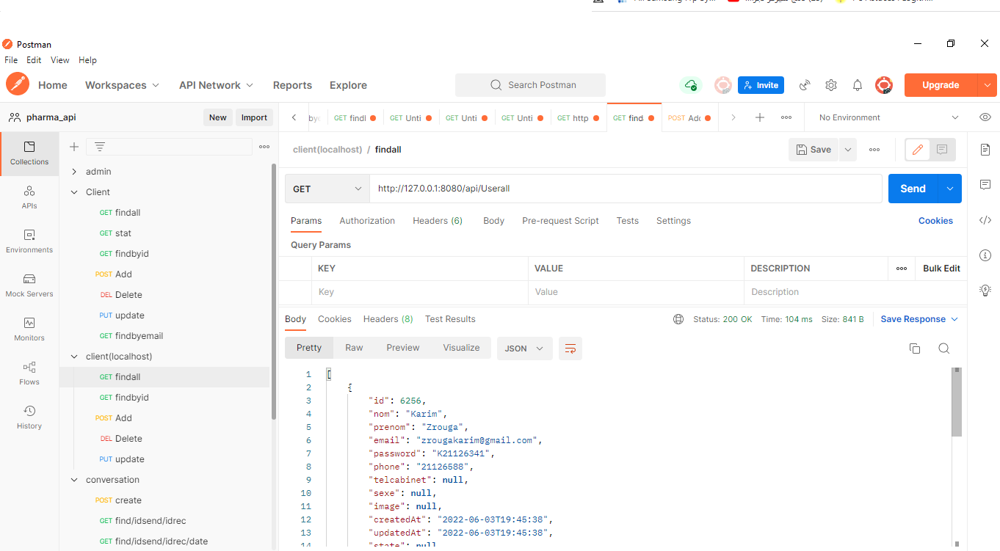 Postman
File Edit View Help
Home Workspaces API Network Reports Explore Search Postman Invite Upgrade
pharma_api New Import GET findl GET Unti GET Unti GET Unti GET http GET find POST Add No Environment
Collections
APIs
Environments
Mock Servers
Monitors
Flows
History
admin
Client
GET findall
GET stat
GET findbyid
POST Add
DEL Delete
PUT update
GET findbyemail
client(localhost)
GET findall
GET findbyid
POST Add
DEL Delete
PUT update
conversation
POST create
GET find/idsend/idrec
GET find/idsend/idrec/date
client(localhost) / findall Save
GET http://127.0.0.1:8080/api/Userall Send
Params Authorization Headers (6) Body Pre-request Script Tests Settings Cookies
Query Params
KEY VALUE DESCRIPTION Bulk Edit
Key Value Description
Body Cookies Headers (8) Test Results Status: 200 OK Time: 104 ms Size: 841 B Save Response
Pretty Raw Preview Visualize JSON
1 [
2 {
3 "id": 6256,
4 "nom": "Karim",
5 "prenom": "Zrouga",
6 "email": "zrougakarim@gmail.com",
7 "password": "K21126341",
8 "phone": "21126588",
9 "telcabinet": null,
10 "sexe": null,
11 "image": null,
12 "createdAt": "2022-06-03T19:45:38",
13 "updatedAt": "2022-06-03T19:45:38",
14 "state": null